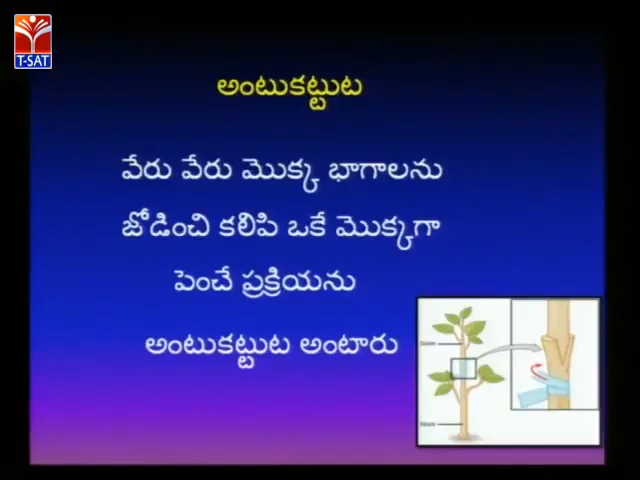 T-SAT
అంటుకట్టుట
వేరు వేరు మొక్క భాగాలను
జోడించి కలిపి ఒకే మొక్కగా
పెంచే ప్రక్రియను
అంటుకట్టుట అంటారు